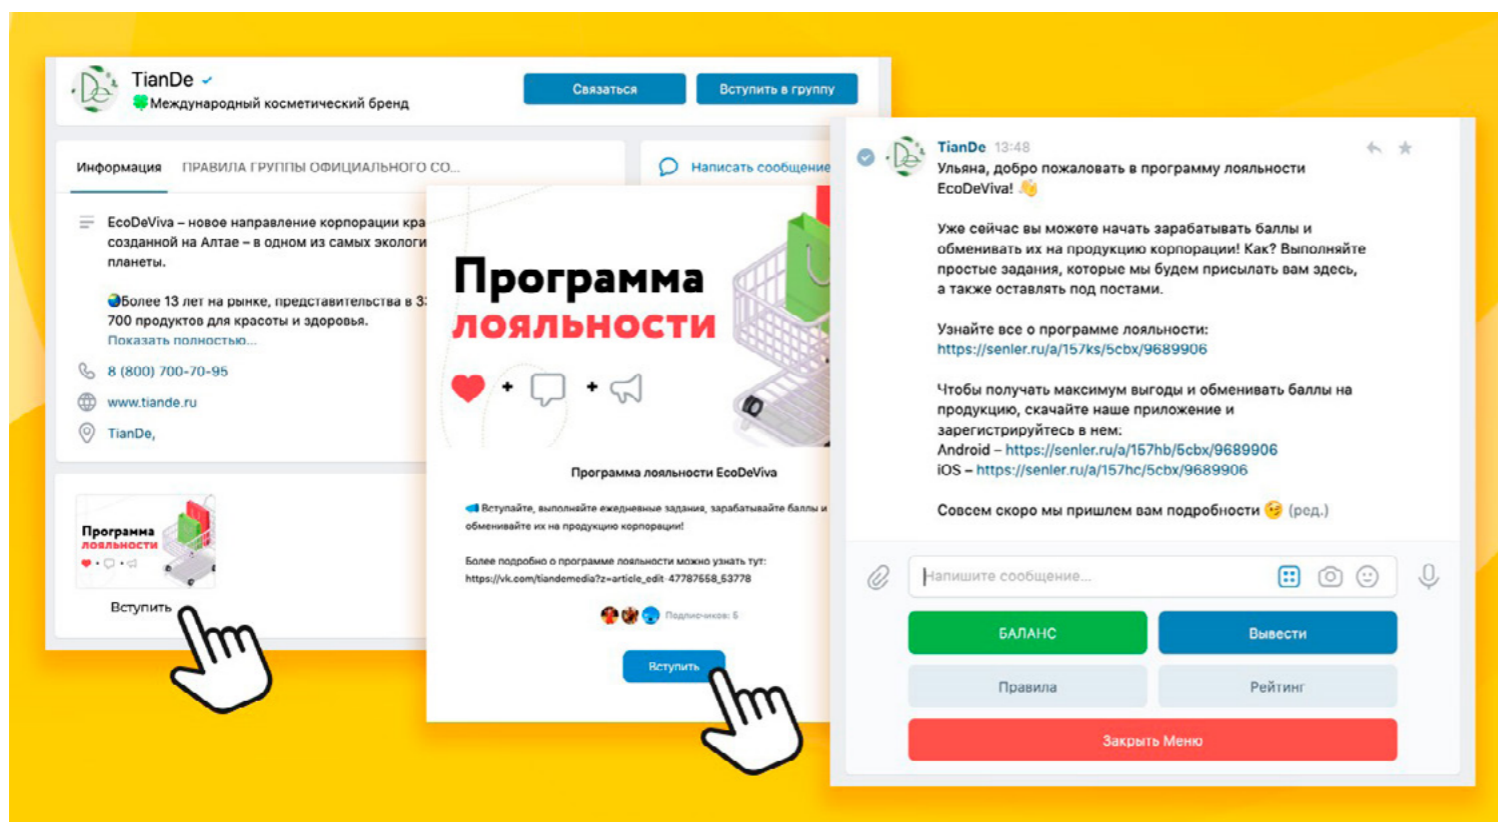 TianDe
Международный косметический бренд
Связаться
Вступить в группу
Информация
ПРАВИЛА ГРУППЫ ОФИЦИАЛЬНОГО СО...
Написать сообщение
EcoDeViva – новое направление корпорации кра
созданной на Алтае – в одном из самых экологи
планеты.
Более 13 лет на рынке, представительства в 3
700 продуктов для красоты и здоровья.
Показать полностью...
8 (800) 700-70-95
www.tiande.ru
TianDe,
Программа
лояльности
Вступить
Программа
лояльности
Программа лояльности EcoDeViva
Вступайте, выполняйте ежедневные задания, зарабатывайте баллы и
обменивайте их на продукцию корпорации!
Более подробно о программе лояльности можно узнать тут:
https://vk.com/tiandemedia?z=article_edit-47787558_53778
Подписчиков: 5
Вступить
TianDe 13:48
Ульяна, добро пожаловать в программу лояльности
EcoDeViva!
Уже сейчас вы можете начать зарабатывать баллы и
обменивать их на продукцию корпорации! Как? Выполняйте
простые задания, которые мы будем присылать вам здесь,
а также оставлять под постами.
Узнайте все о программе лояльности:
https://senler.ru/a/157ks/5cbx/9689906
Чтобы получать максимум выгоды и обменивать баллы на
продукцию, скачайте наше приложение и
зарегистрируйтесь в нем:
Android – https://senler.ru/a/157hb/5cbx/9689906
iOS – https://senler.ru/a/157hc/5cbx/9689906
Совсем скоро мы пришлем вам подробности (ред.)
Напишите сообщение...
БАЛАНС
Вывести
Правила
Рейтинг
Закрыть Меню